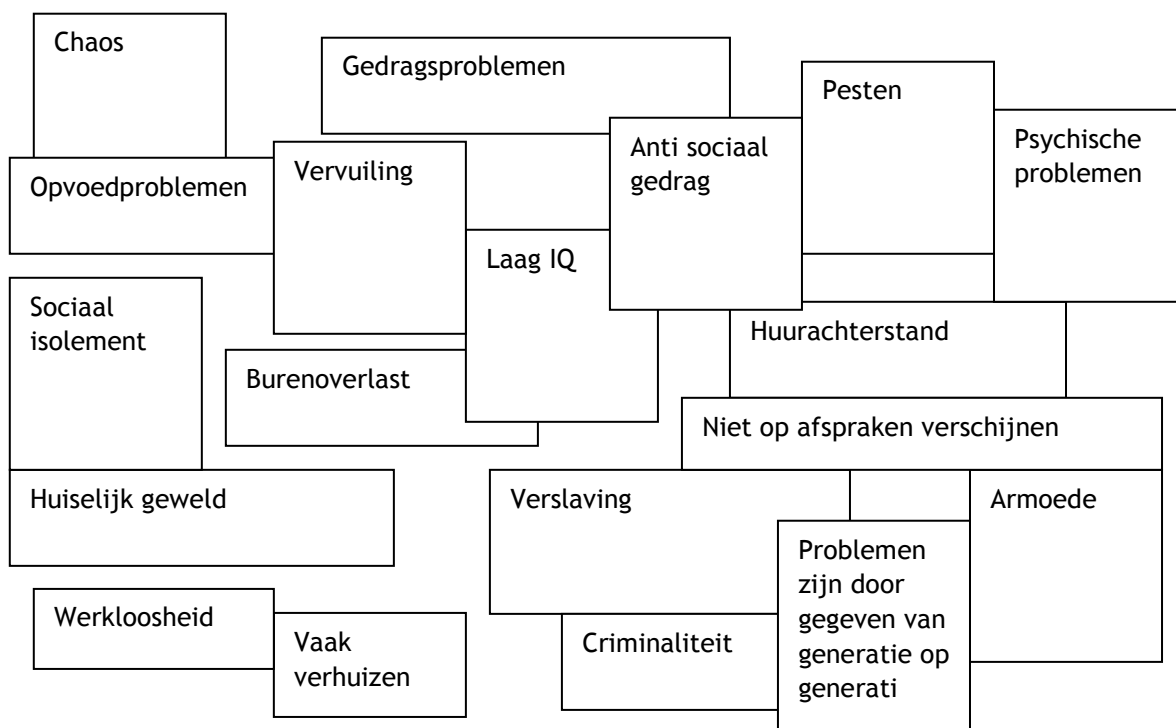 Chaos
Gedragsproblemen
Pesten
Anti sociaal
gedrag
Psychische
problemen
Opvoedproblemen
Vervuiling
Laag IQ
Sociaal
isolement
Huurachterstand
Burenoverlast
Niet op afspraken verschijnen
Huiselijk geweld
Verslaving
Armoede
Problemen
zijn door
gegeven van
generatie op
generati
Werkloosheid
Vaak
verhuizen
Criminaliteit